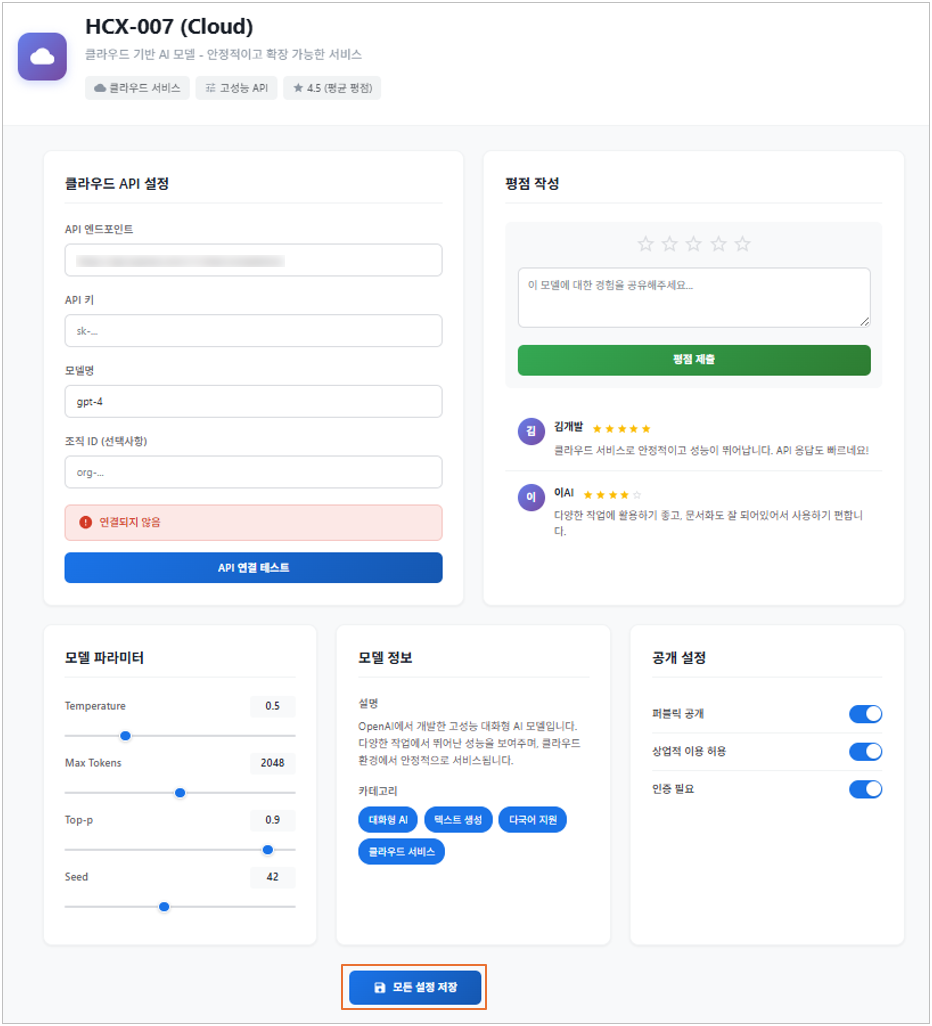 HCX-007 (Cloud)
클라우드 기반 AI 모델 - 안정적이고 확장 가능한 서비스
클라우드 서비스
고성능 API
4.5 (평균 평점)
클라우드 API 설정
API 엔드포인트
API 키
sk-...
모델명
gpt-4
조직 ID (선택사항)
org-...
연결되지 않음
API 연결 테스트
평점 작성
이 모델에 대한 경험을 공유해주세요...
평점 제출
김
김개발
클라우드 서비스로 안정적이고 성능이 뛰어납니다. API 응답도 빠르네요!
이
이AI
다양한 작업에 활용하기 좋고, 문서화도 잘 되어있어서 사용하기 편합니
다.
모델 파라미터
Temperature
0.5
Max Tokens
2048
Top-p
0.9
Seed
42
모델 정보
설명
OpenAI에서 개발한 고성능 대화형 AI 모델입니다.
다양한 작업에서 뛰어난 성능을 보여주며, 클라우드
환경에서 안정적으로 서비스됩니다.
카테고리
대화형 AI
텍스트 생성
다국어 지원
클라우드 서비스
공개 설정
퍼블릭 공개
상업적 이용 허용
인증 필요
모든 설정 저장